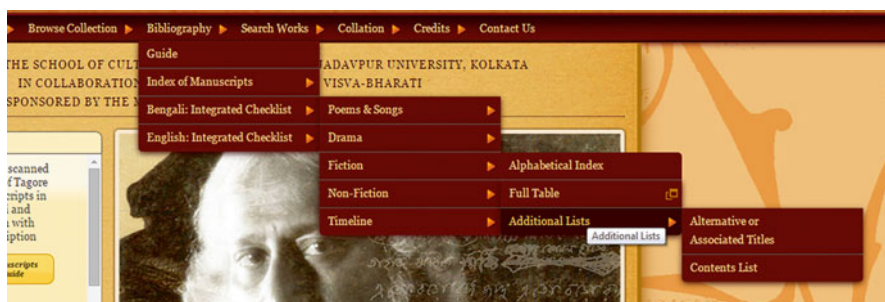 Browse Collection Bibliography Search Works Collation Credits Contact Us
Guide
Index of Manuscripts
Bengali: Integrated Checklist
English: Integrated Checklist
Poems & Songs
Drama
Fiction
Non-Fiction
Timeline
Alphabetical Index
Full Table
Additional Lists
Additional Lists
Alternative or
Associated Titles
Contents List
THE SCHOOL OF CULT JADAVPUR UNIVERSITY, KOLKATA
IN COLLABORATION VISVA-BHARATI
SPONSORED BY THE M
scanned
f Tagore
cripts in
and
with
iption
Guide